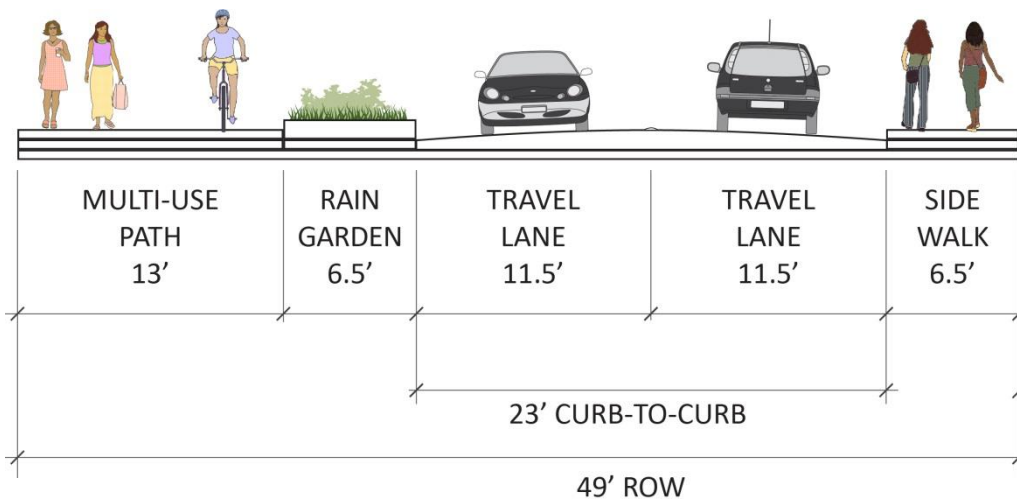 MULTI-USE
PATH
13’
RAIN
GARDEN
6.5’
TRAVEL
LANE
11.5’
TRAVEL
LANE
11.5’
SIDE
WALK
6.5’
23’ CURB-TO-CURB
49’ ROW